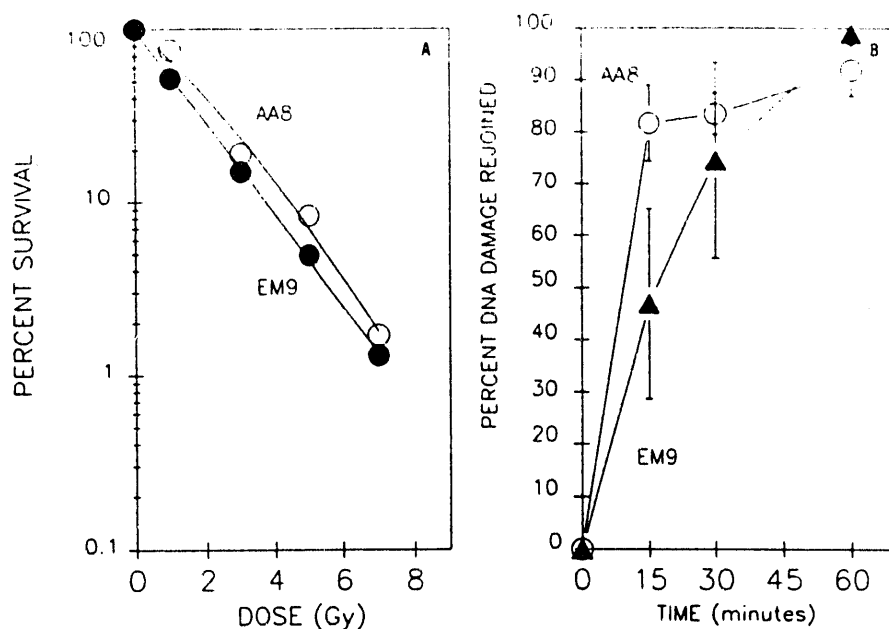 A
100
10
1
0.1
AA8
EM9
PERCENT SURVIVAL
0 2 4 6 8
DOSE (Gy)
B
100
90
80
70
60
50
40
30
20
10
0
AA8
EM9
PERCENT DNA DAMAGE REJOINED
0 15 30 45 60
TIME (minutes)